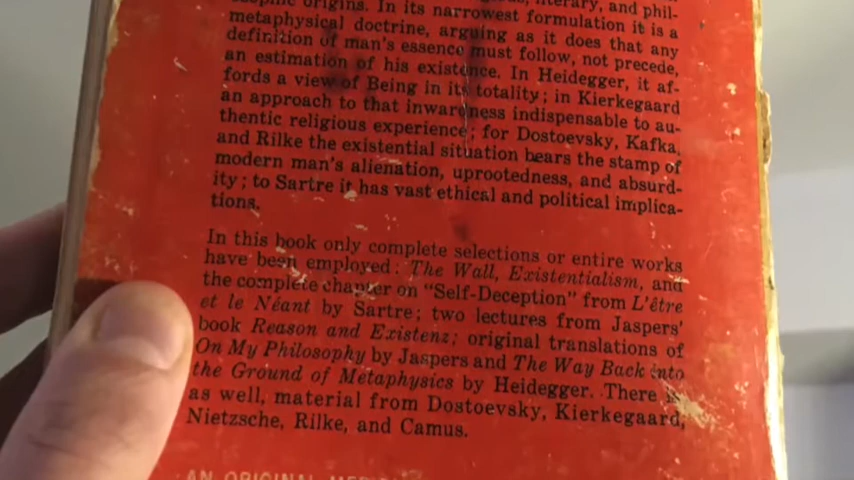 literary, and phil-
origins. In its narrowest formulation it is a
metaphysical doctrine, arguing as it does that any
definition of man's essence must follow, not precede,
an estimation of his existence. In Heidegger, it af-
fords a view of Being in its totality; in Kierkegaard
an approach to that inwardness indispensable to au-
thentic religious experience; for Dostoevsky, Kafka,
and Rilke the existential situation bears the stamp of
modern man's alienation, uprootedness, and absurd-
ity; to Sartre it has vast ethical and political implica-
tions.
In this book only complete selections or entire works
have been employed: The Wall, Existentialism, and
the complete chapter on "Self-Deception" from L'être
et le Néant by Sartre; two lectures from Jaspers'
book Reason and Existenz; original translations of
On My Philosophy by Jaspers and The Way Back into
the Ground of Metaphysics by Heidegger. There is
as well, material from Dostoevsky, Kierkegaard,
Nietzsche, Rilke, and Camus.
AN ORIGINAL